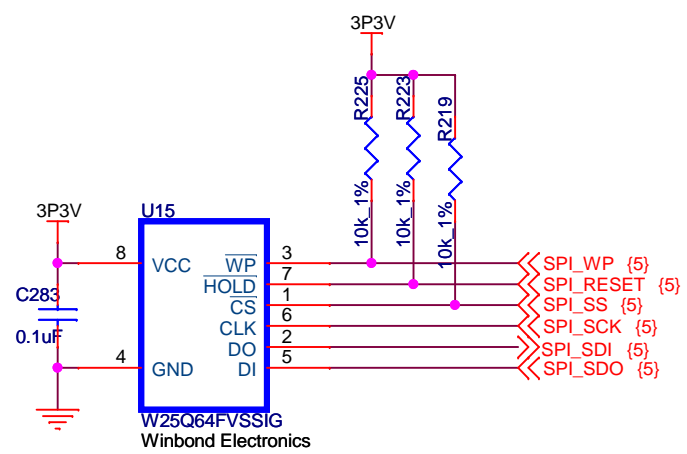 3P3V
R225
R223
R219
10k_1%
10k_1%
10k_1%
3P3V
U15
8
VCC
WP
3
SPI_WP {5}
HOLD
7
SPI_RESET {5}
C283
CS
1
SPI_SS {5}
0.1uF
CLK
6
SPI_SCK {5}
DO
2
SPI_SDI {5}
4
GND
DI
5
SPI_SDO {5}
W25Q64FVSSIG
Winbond Electronics